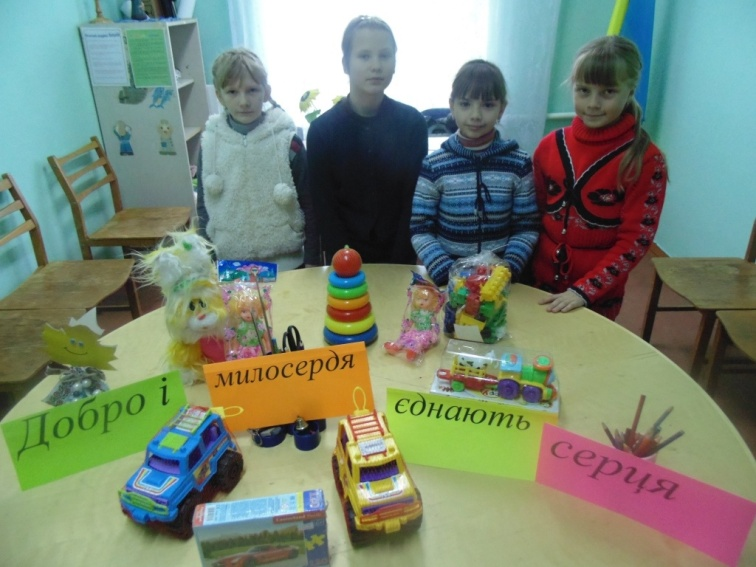 Добро і
милосердя
єднають
серця